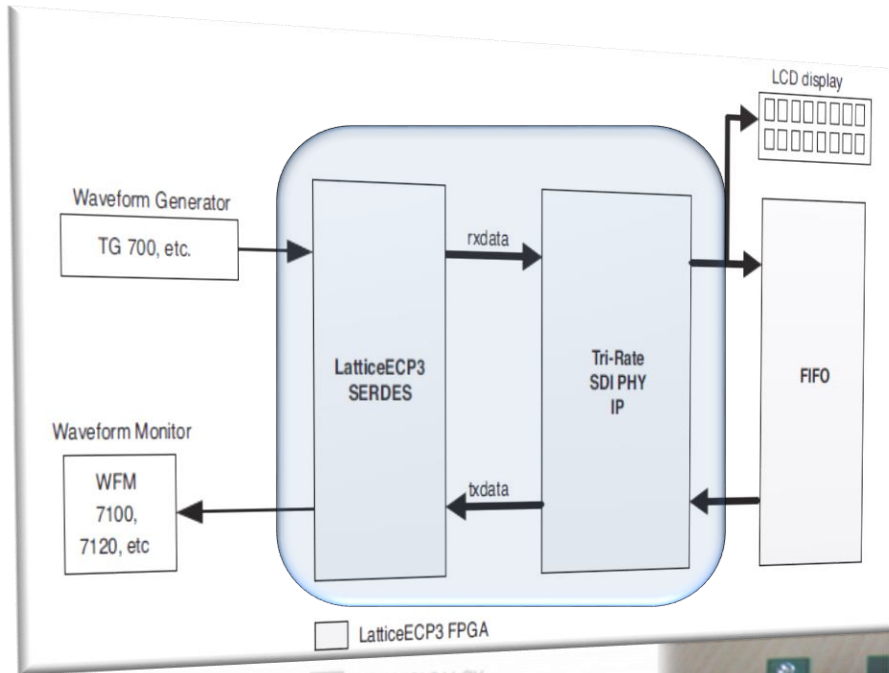 LCD display
Waveform Generator
TG 700, etc.
rxdata
LatticeECP3
SERDES
Tri-Rate
SDI PHY
IP
FIFO
Waveform Monitor
WFM
7100,
7120, etc
txdata
LatticeECP3 FPGA